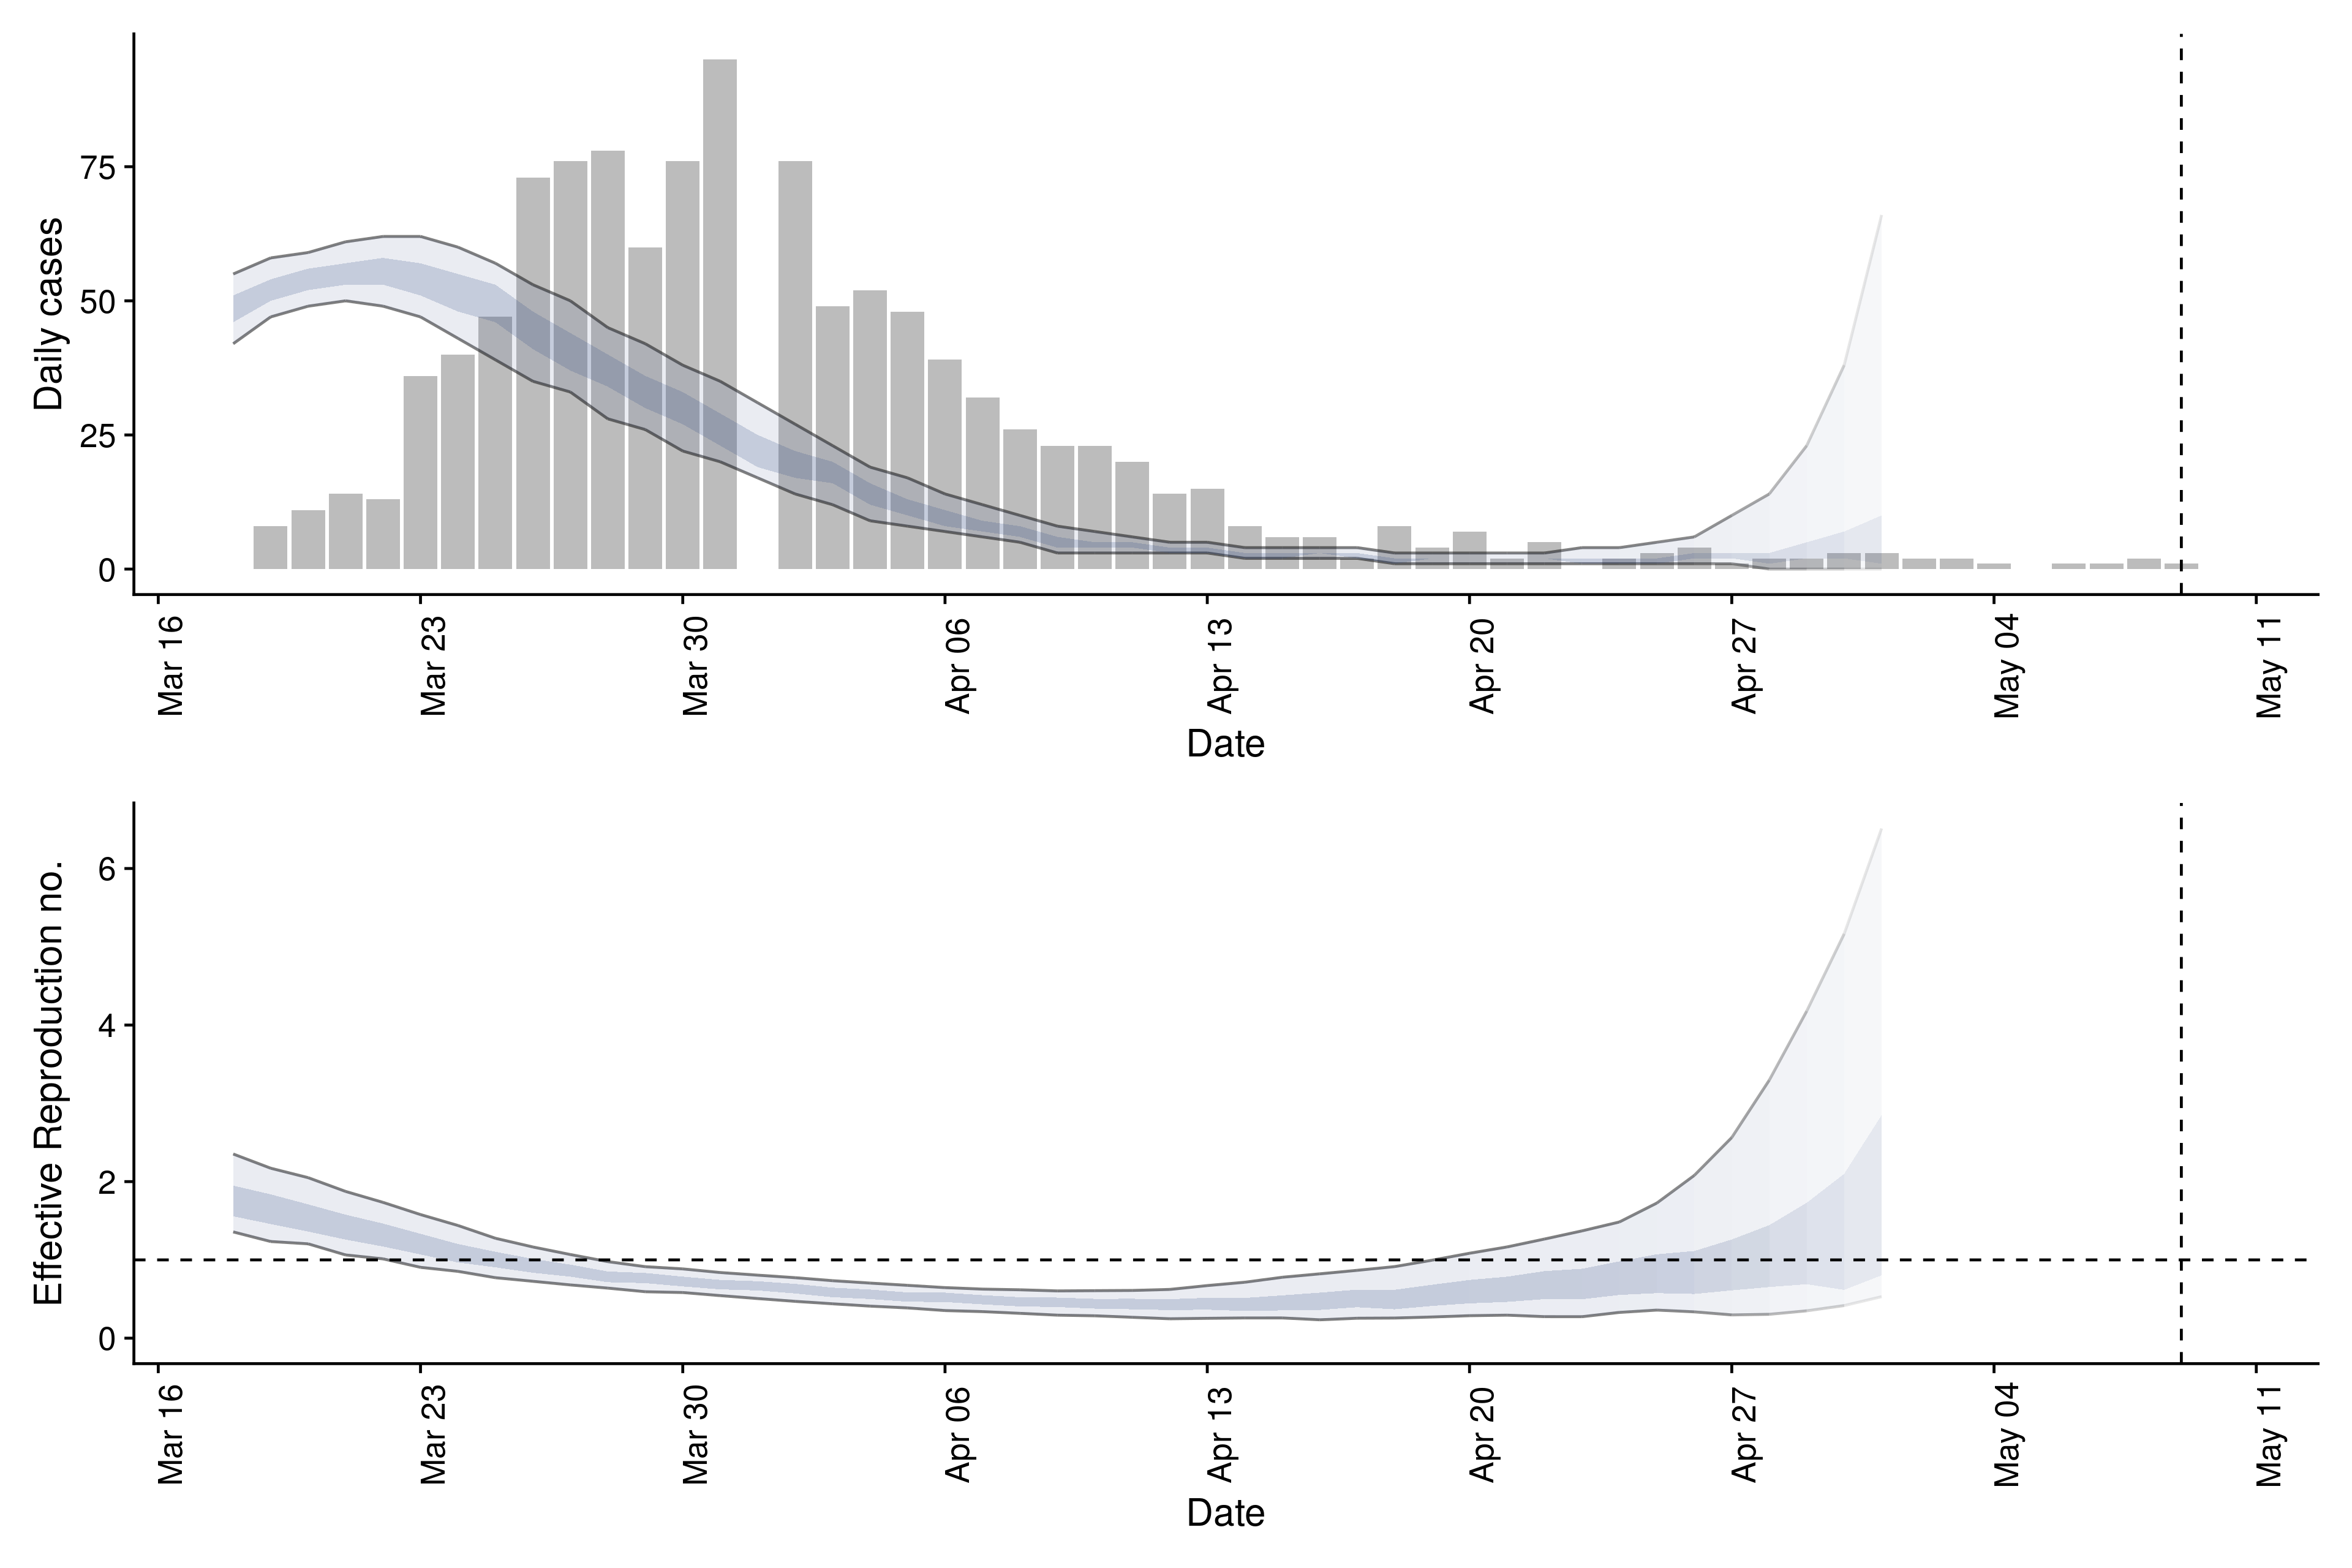 Daily cases
75
50
25
0
Mar 16
Mar 23
Mar 30
Apr 06
Apr 13
Apr 20
Apr 27
May 04
May 11
Date
Effective Reproduction no.
6
4
2
0
Mar 16
Mar 23
Mar 30
Apr 06
Apr 13
Apr 20
Apr 27
May 04
May 11
Date